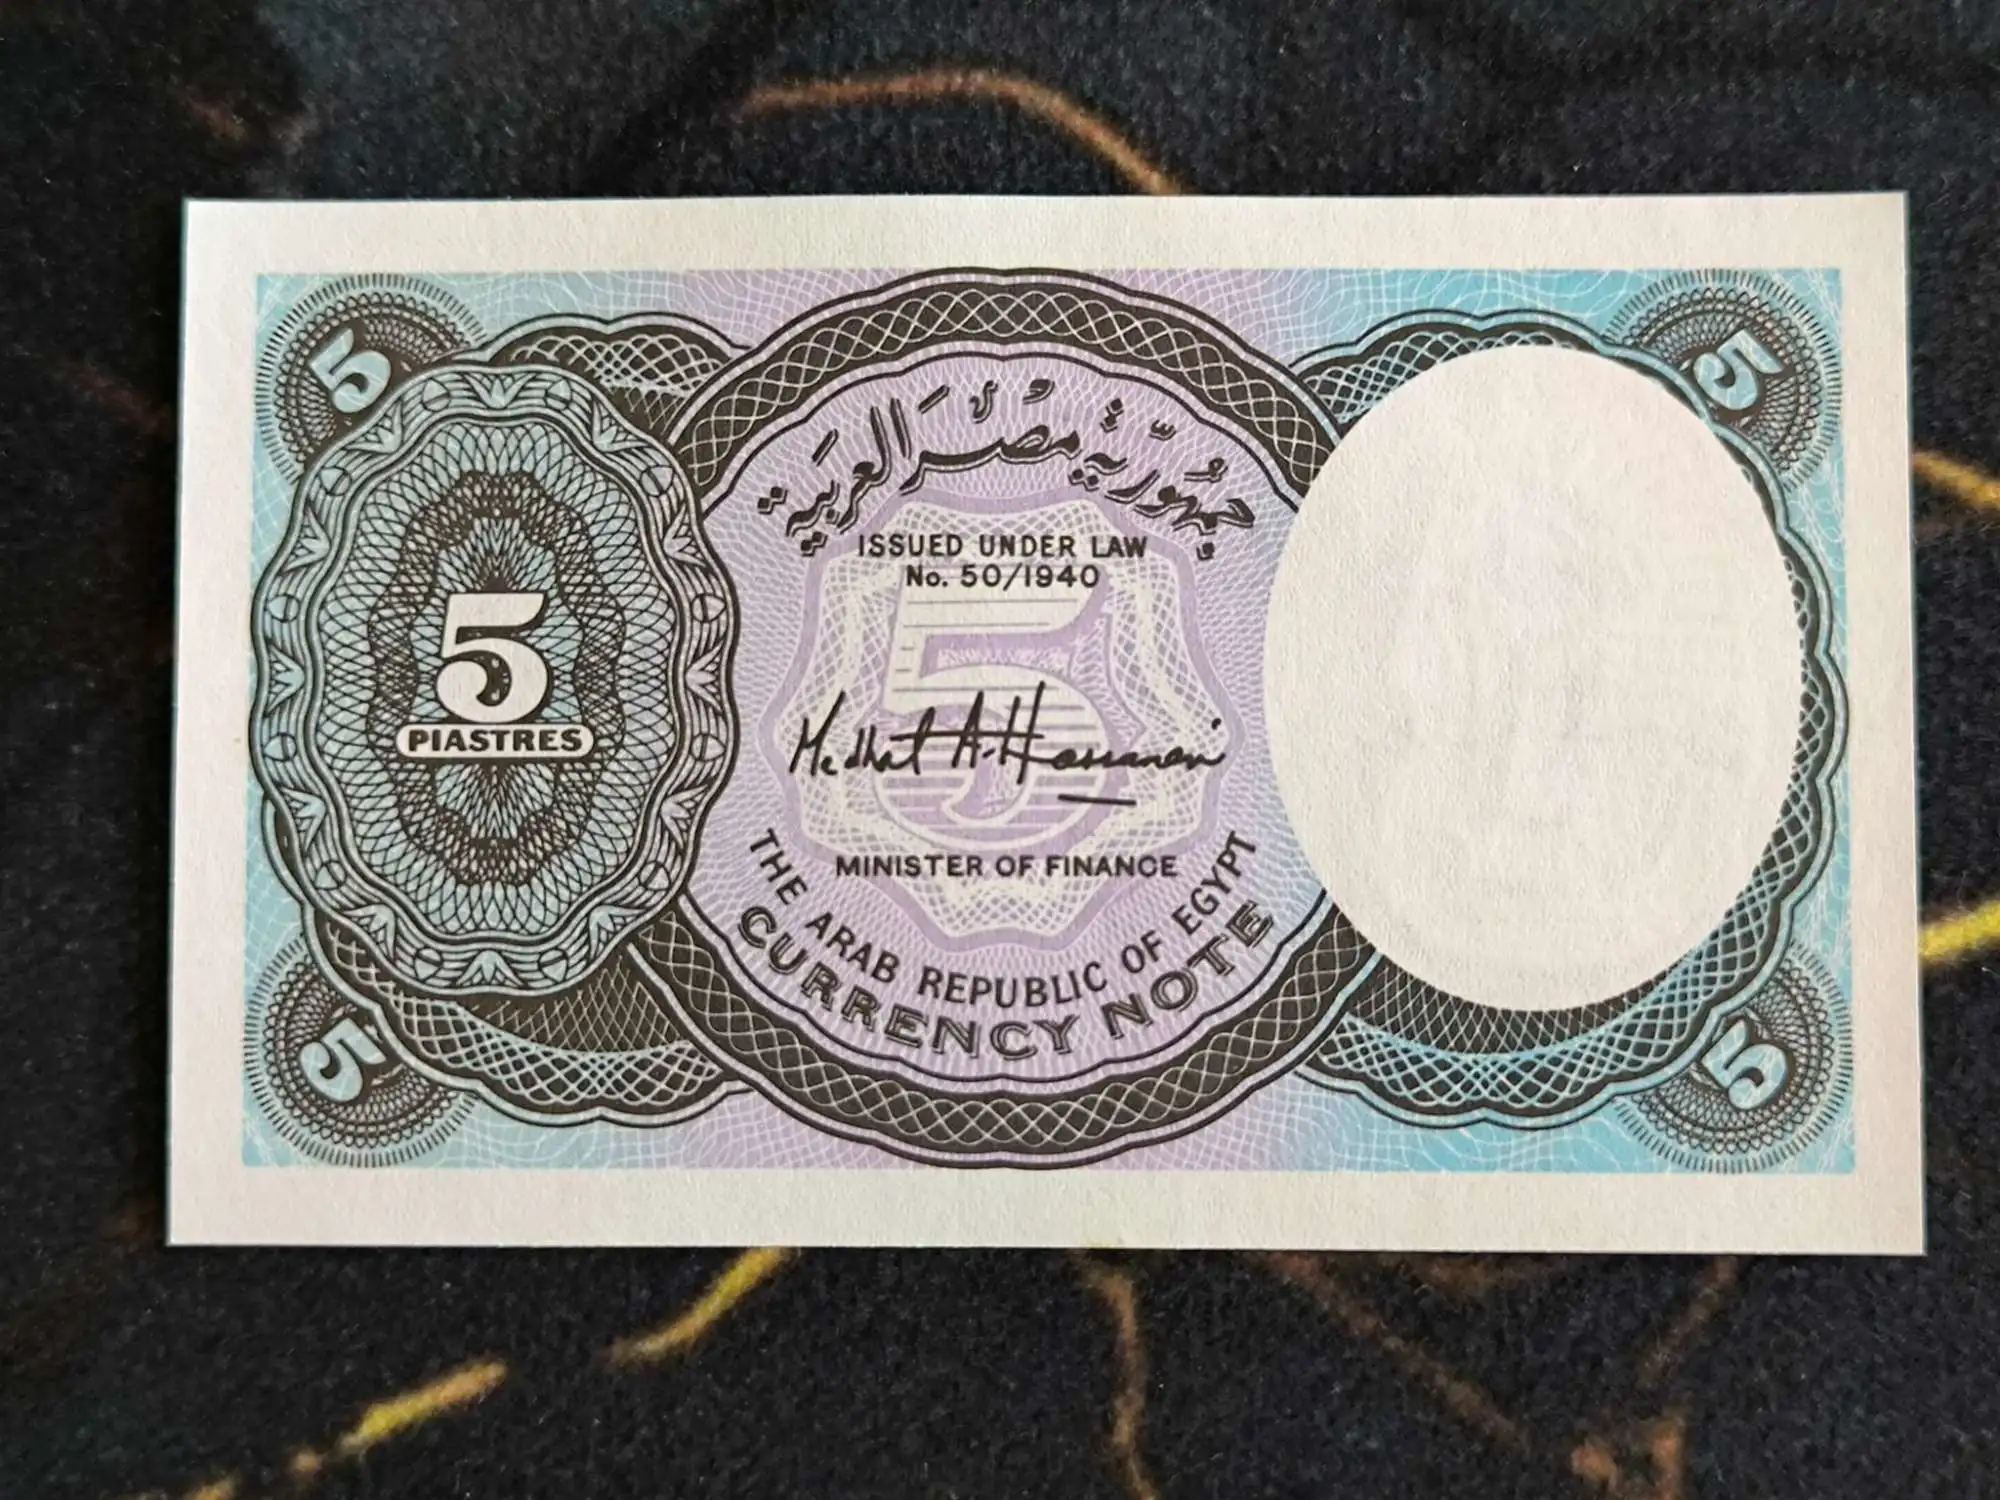 5
5
جمهورية مصر العربية
ISSUED UNDER LAW
No. 50/1940
5
PIASTRES
5
Medhat A. Hassanein
MINISTER OF FINANCE
THE ARAB REPUBLIC OF EGYPT
CURRENCY NOTE
5
5